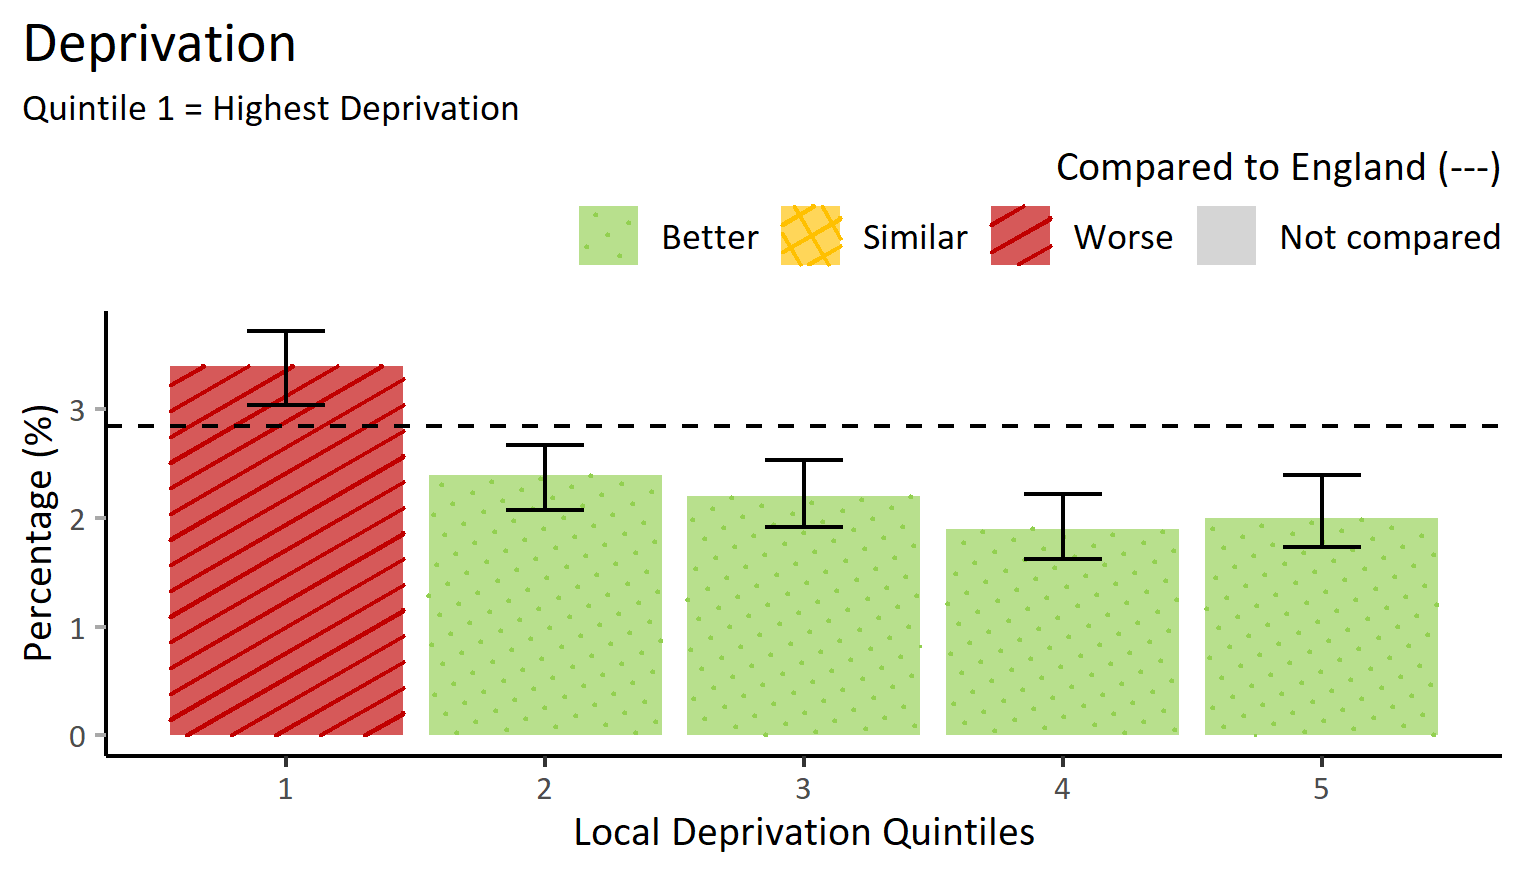 Deprivation
Quintile 1 = Highest Deprivation
Compared to England (---)
Better Similar Worse Not compared
Percentage (%)
3
2
1
0
1 2 3 4 5
Local Deprivation Quintiles